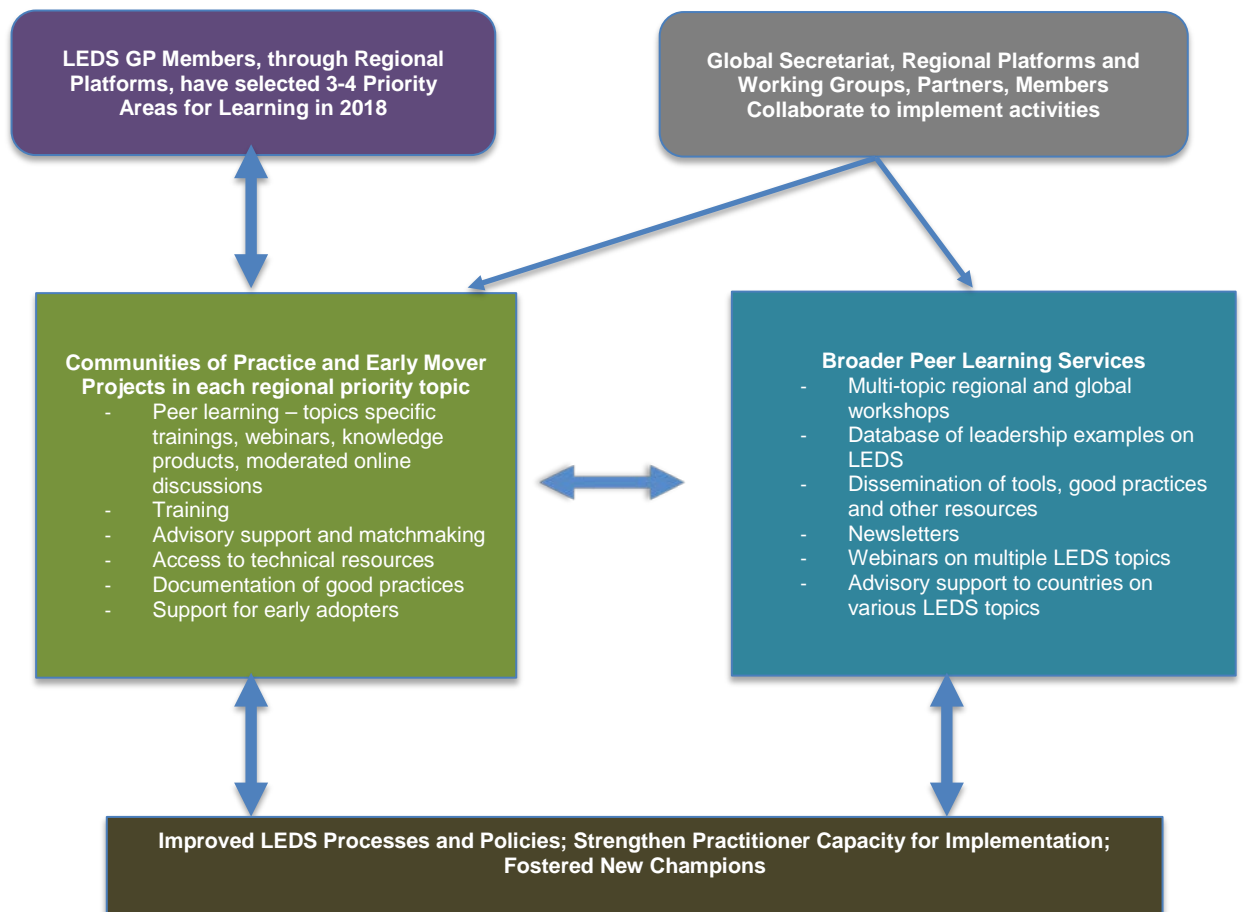 LEDS GP Members, through Regional
Platforms, have selected 3-4 Priority
Areas for Learning in 2018
Global Secretariat, Regional Platforms and
Working Groups, Partners, Members
Collaborate to implement activities
Communities of Practice and Early Mover
Projects in each regional priority topic
- Peer learning – topics specific
trainings, webinars, knowledge
products, moderated online
discussions
- Training
- Advisory support and matchmaking
- Access to technical resources
- Documentation of good practices
- Support for early adopters
Broader Peer Learning Services
- Multi-topic regional and global
workshops
- Database of leadership examples on
LEDS
- Dissemination of tools, good practices
and other resources
- Newsletters
- Webinars on multiple LEDS topics
- Advisory support to countries on
various LEDS topics
Improved LEDS Processes and Policies; Strengthen Practitioner Capacity for Implementation;
Fostered New Champions